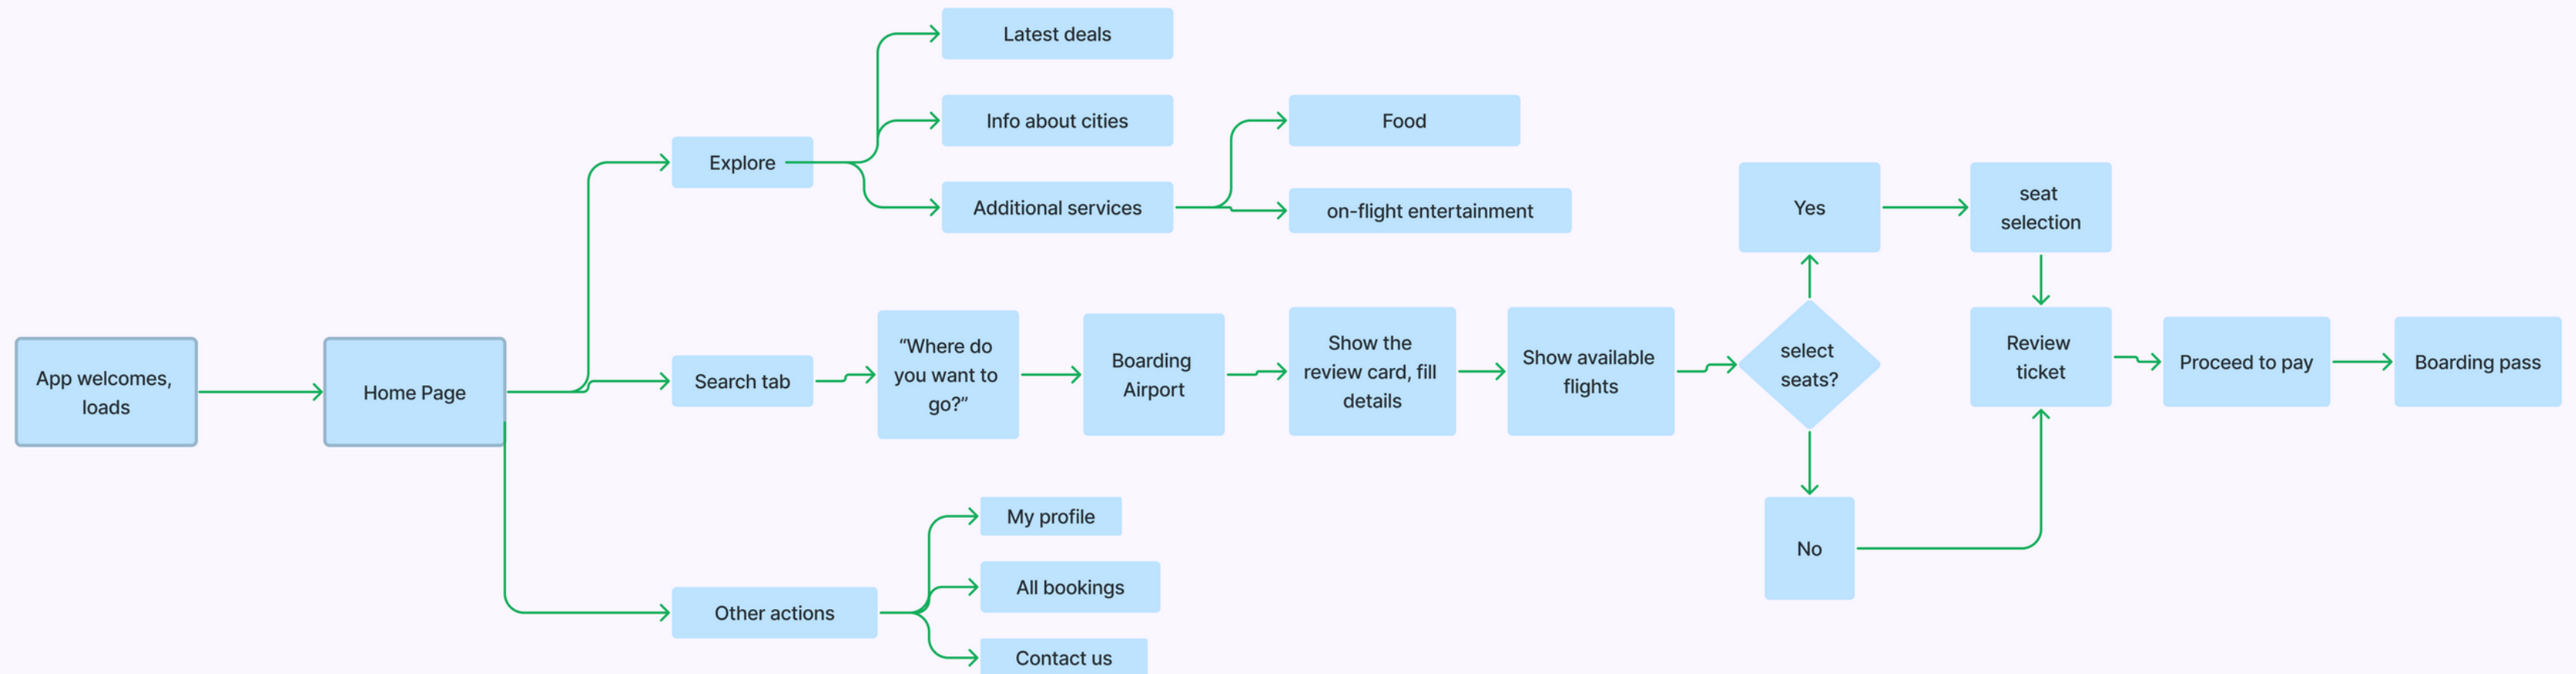 App welcomes,
loads
Home Page
Explore
Latest deals
Info about cities
Additional services
Food
on-flight entertainment
Search tab
“Where do
you want to
go?”
Boarding
Airport
Show the
review card, fill
details
Show available
flights
select
seats?
Yes
seat
selection
No
Review
ticket
Proceed to pay
Boarding pass
Other actions
My profile
All bookings
Contact us